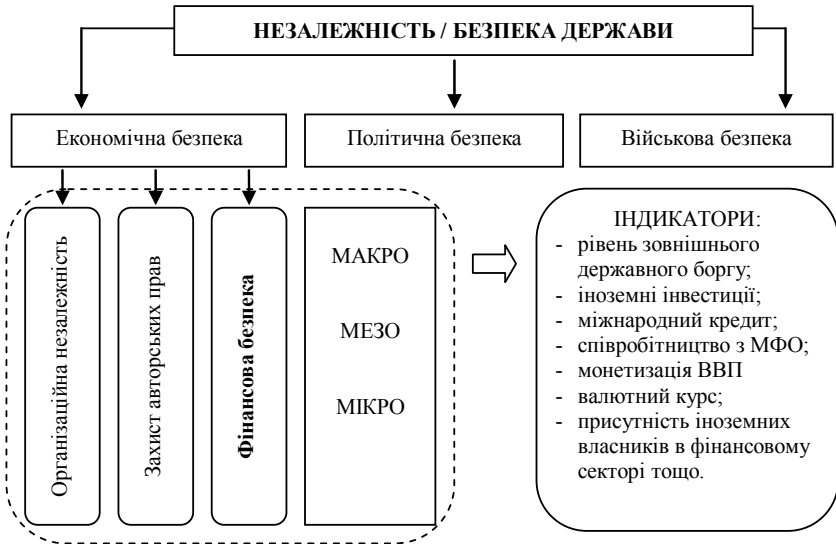 НЕЗАЛЕЖНІСТЬ / БЕЗПЕКА ДЕРЖАВИ
Економічна безпека
Політична безпека
Військова безпека
Організаційна незалежність
Захист авторських прав
Фінансова безпека
МАКРО
МЕЗО
МІКРО
ІНДИКАТОРИ:
- рівень зовнішнього
державного боргу;
- іноземні інвестиції;
- міжнародний кредит;
- співробітництво з МФО;
- монетизація ВВП
- валютний курс;
- присутність іноземних
власників в фінансовому
секторі тощо.